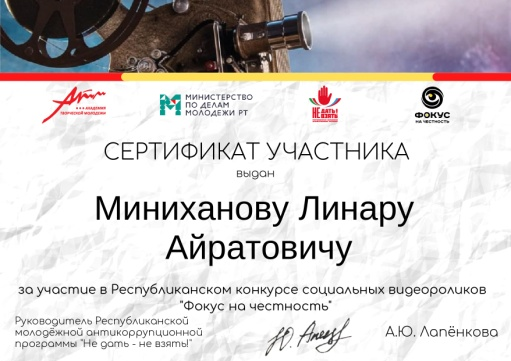 АКАДЕМИЯ
ТВОРЧЕСКОЙ МОЛОДЕЖИ
МИНИСТЕРСТВО
ПО ДЕЛАМ
МОЛОДЕЖИ РТ
НЕ ДАТЬ!
НЕ ВЗЯТЬ!
ФОКУС
НА ЧЕСТНОСТЬ
СЕРТИФИКАТ УЧАСТНИКА
выдан
Миниханову Линару
Айратовичу
за участие в Республиканском конкурсе социальных видеороликов
"Фокус на честность"
Руководитель Республиканской
молодёжной антикоррупционной
программы "Не дать - не взять!"
А.Ю. Лапёнкова